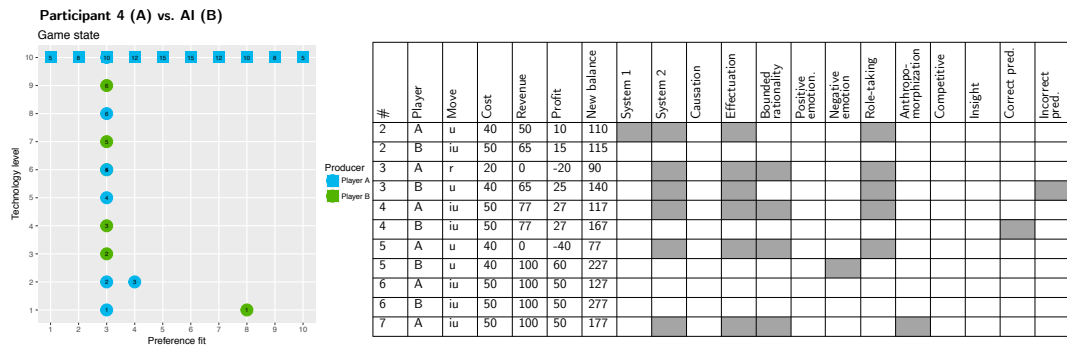 Participant 4 (A) vs. AI (B)
Game state
Technology level
10
9
8
7
6
5
4
3
2
1
5 8 10 12 15 12 12 10 8 5
6
6
5
4
4
3
2
2 3
1 1
1 2 3 4 5 6 7 8 9 10
Preference fit
Producer
Player A
Player B
# Player Move Cost Revenue Profit New balance System 1 System 2 Causation Effectuation Bounded rationality Positive emotion. Negative emotion Role-taking Anthropo-morphization Competitive Insight Correct pred. Incorrect pred.
2 A u 40 50 10 110
2 B iu 50 65 15 115
3 A r 20 0 -20 90
3 B u 40 65 25 140
4 A iu 50 77 27 117
4 B iu 50 77 27 167
5 A u 40 0 -40 77
5 B u 40 100 60 227
6 A iu 50 100 50 127
6 B iu 50 100 50 277
7 A iu 50 100 50 177